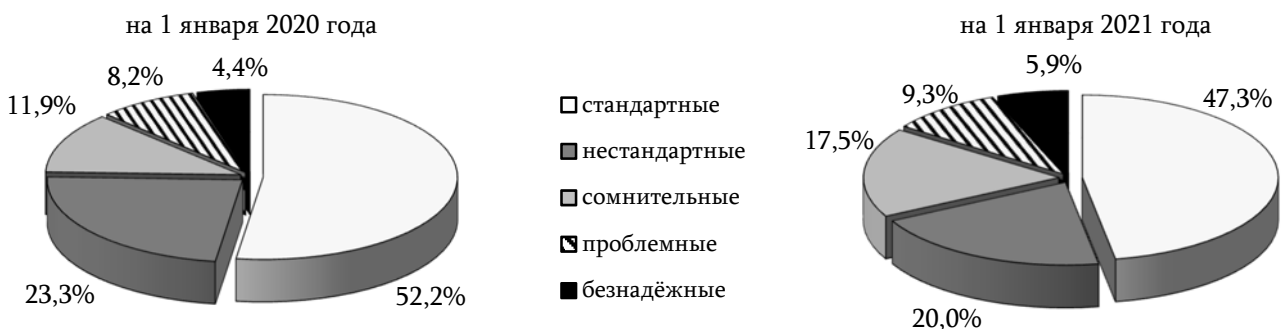 на 1 января 2020 года
4,4%
8,2%
11,9%
23,3%
52,2%
стандартные
нестандартные
сомнительные
проблемные
безнадёжные
на 1 января 2021 года
5,9%
9,3%
47,3%
17,5%
20,0%